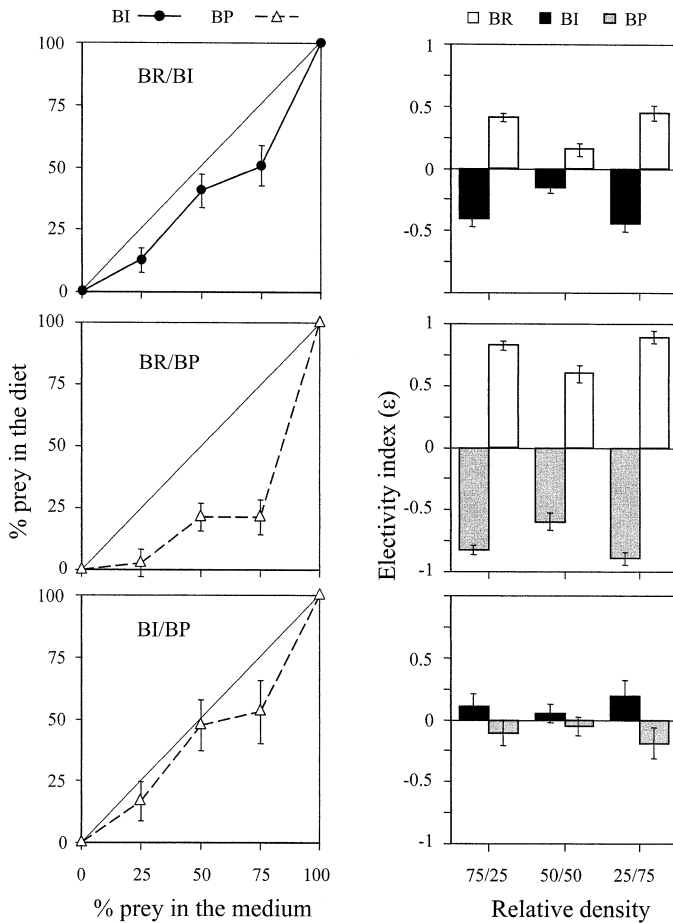 BI BP
BR BI BP
100
75
50
25
0
BR/BI
1
0.5
0
-0.5
-1
100
75
50
25
0
BR/BP
1
0.5
0
-0.5
-1
100
75
50
25
0
BI/BP
0.5
0
-0.5
-1
% prey in the diet
Electivity index (ε)
0 25 50 75 100
75/25 50/50 25/75
% prey in the medium
Relative density